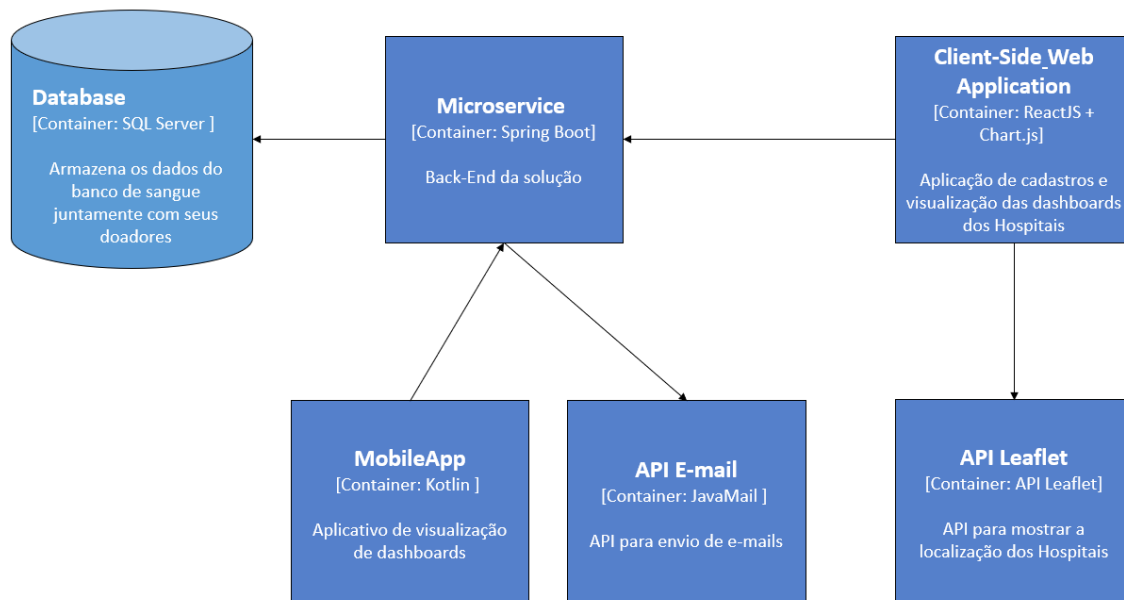 Database
[Container: SQL Server ]
Armazena os dados do
banco de sangue
juntamente com seus
doadores
Microservice
[Container: Spring Boot]
Back-End da solução
Client-Side_Web
Application
[Container: ReactJS +
Chart.js]
Aplicação de cadastros e
visualização das dashboards
dos Hospitais
MobileApp
[Container: Kotlin ]
Aplicativo de visualização
de dashboards
API E-mail
[Container: JavaMail ]
API para envio de e-mails
API Leaflet
[Container: API Leaflet]
API para mostrar a
localização dos Hospitais